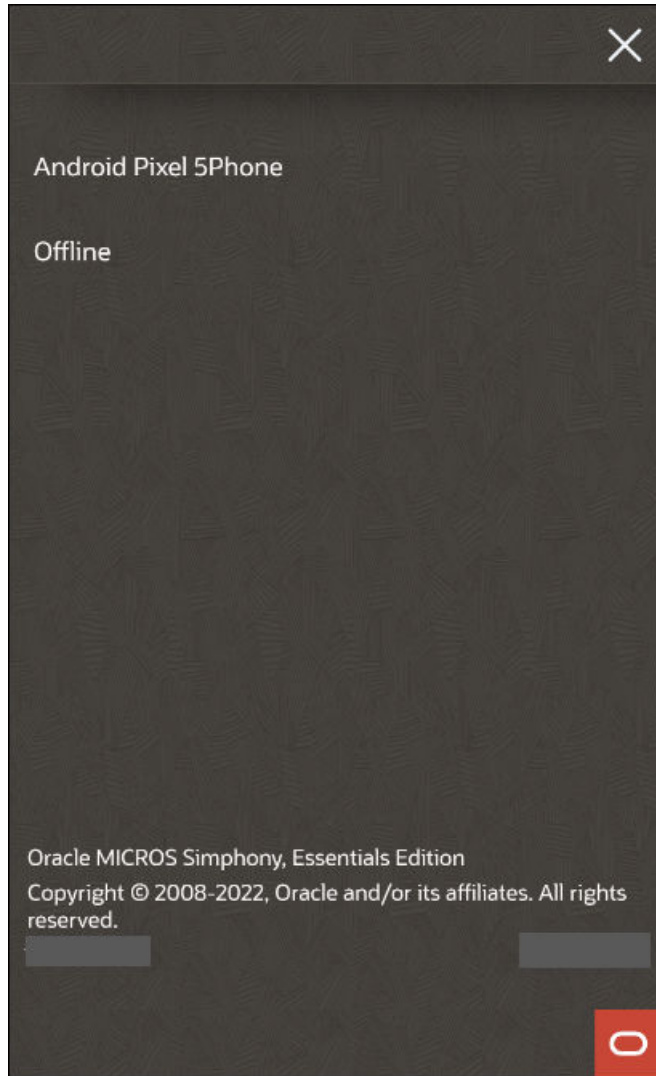 Android Pixel 5Phone
Offline
Oracle MICROS Simphony, Essentials Edition
Copyright © 2008-2022, Oracle and/or its affiliates. All rights
reserved.